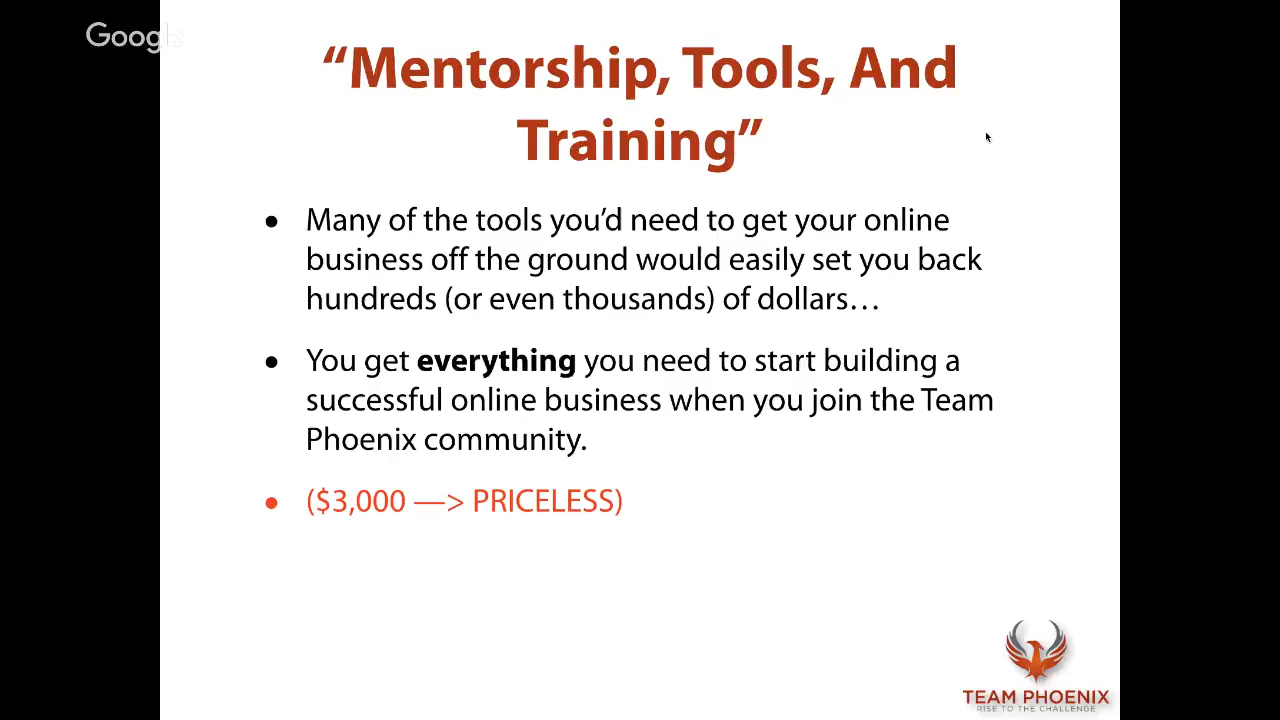 Google
“Mentorship, Tools, And
Training”
● Many of the tools you’d need to get your online
business off the ground would easily set you back
hundreds (or even thousands) of dollars…
● You get everything you need to start building a
successful online business when you join the Team
Phoenix community.
● ($3,000 —> PRICELESS)
TEAM PHOENIX
RISE TO THE CHALLENGE